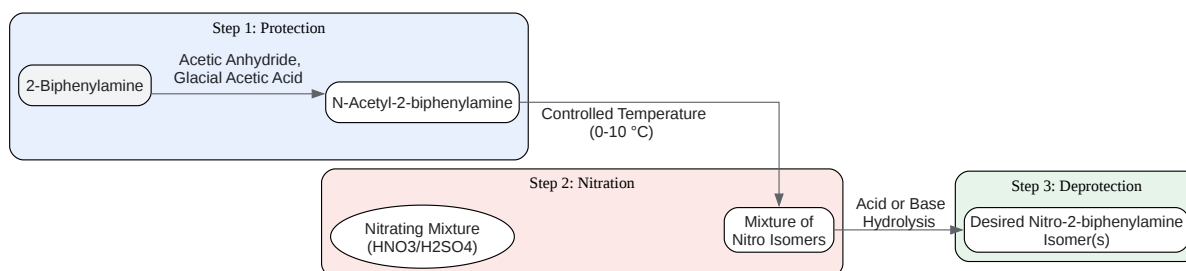 Step 1: Protection
2-Biphenylamine
Acetic Anhydride,
Glacial Acetic Acid
N-Acetyl-2-biphenylamine
Controlled Temperature
(0-10 °C)
Step 2: Nitration
Nitrating Mixture
(HNO3/H2SO4)
Mixture of
Nitro Isomers
Acid or Base
Hydrolysis
Step 3: Deprotection
Desired Nitro-2-biphenylamine
Isomer(s)